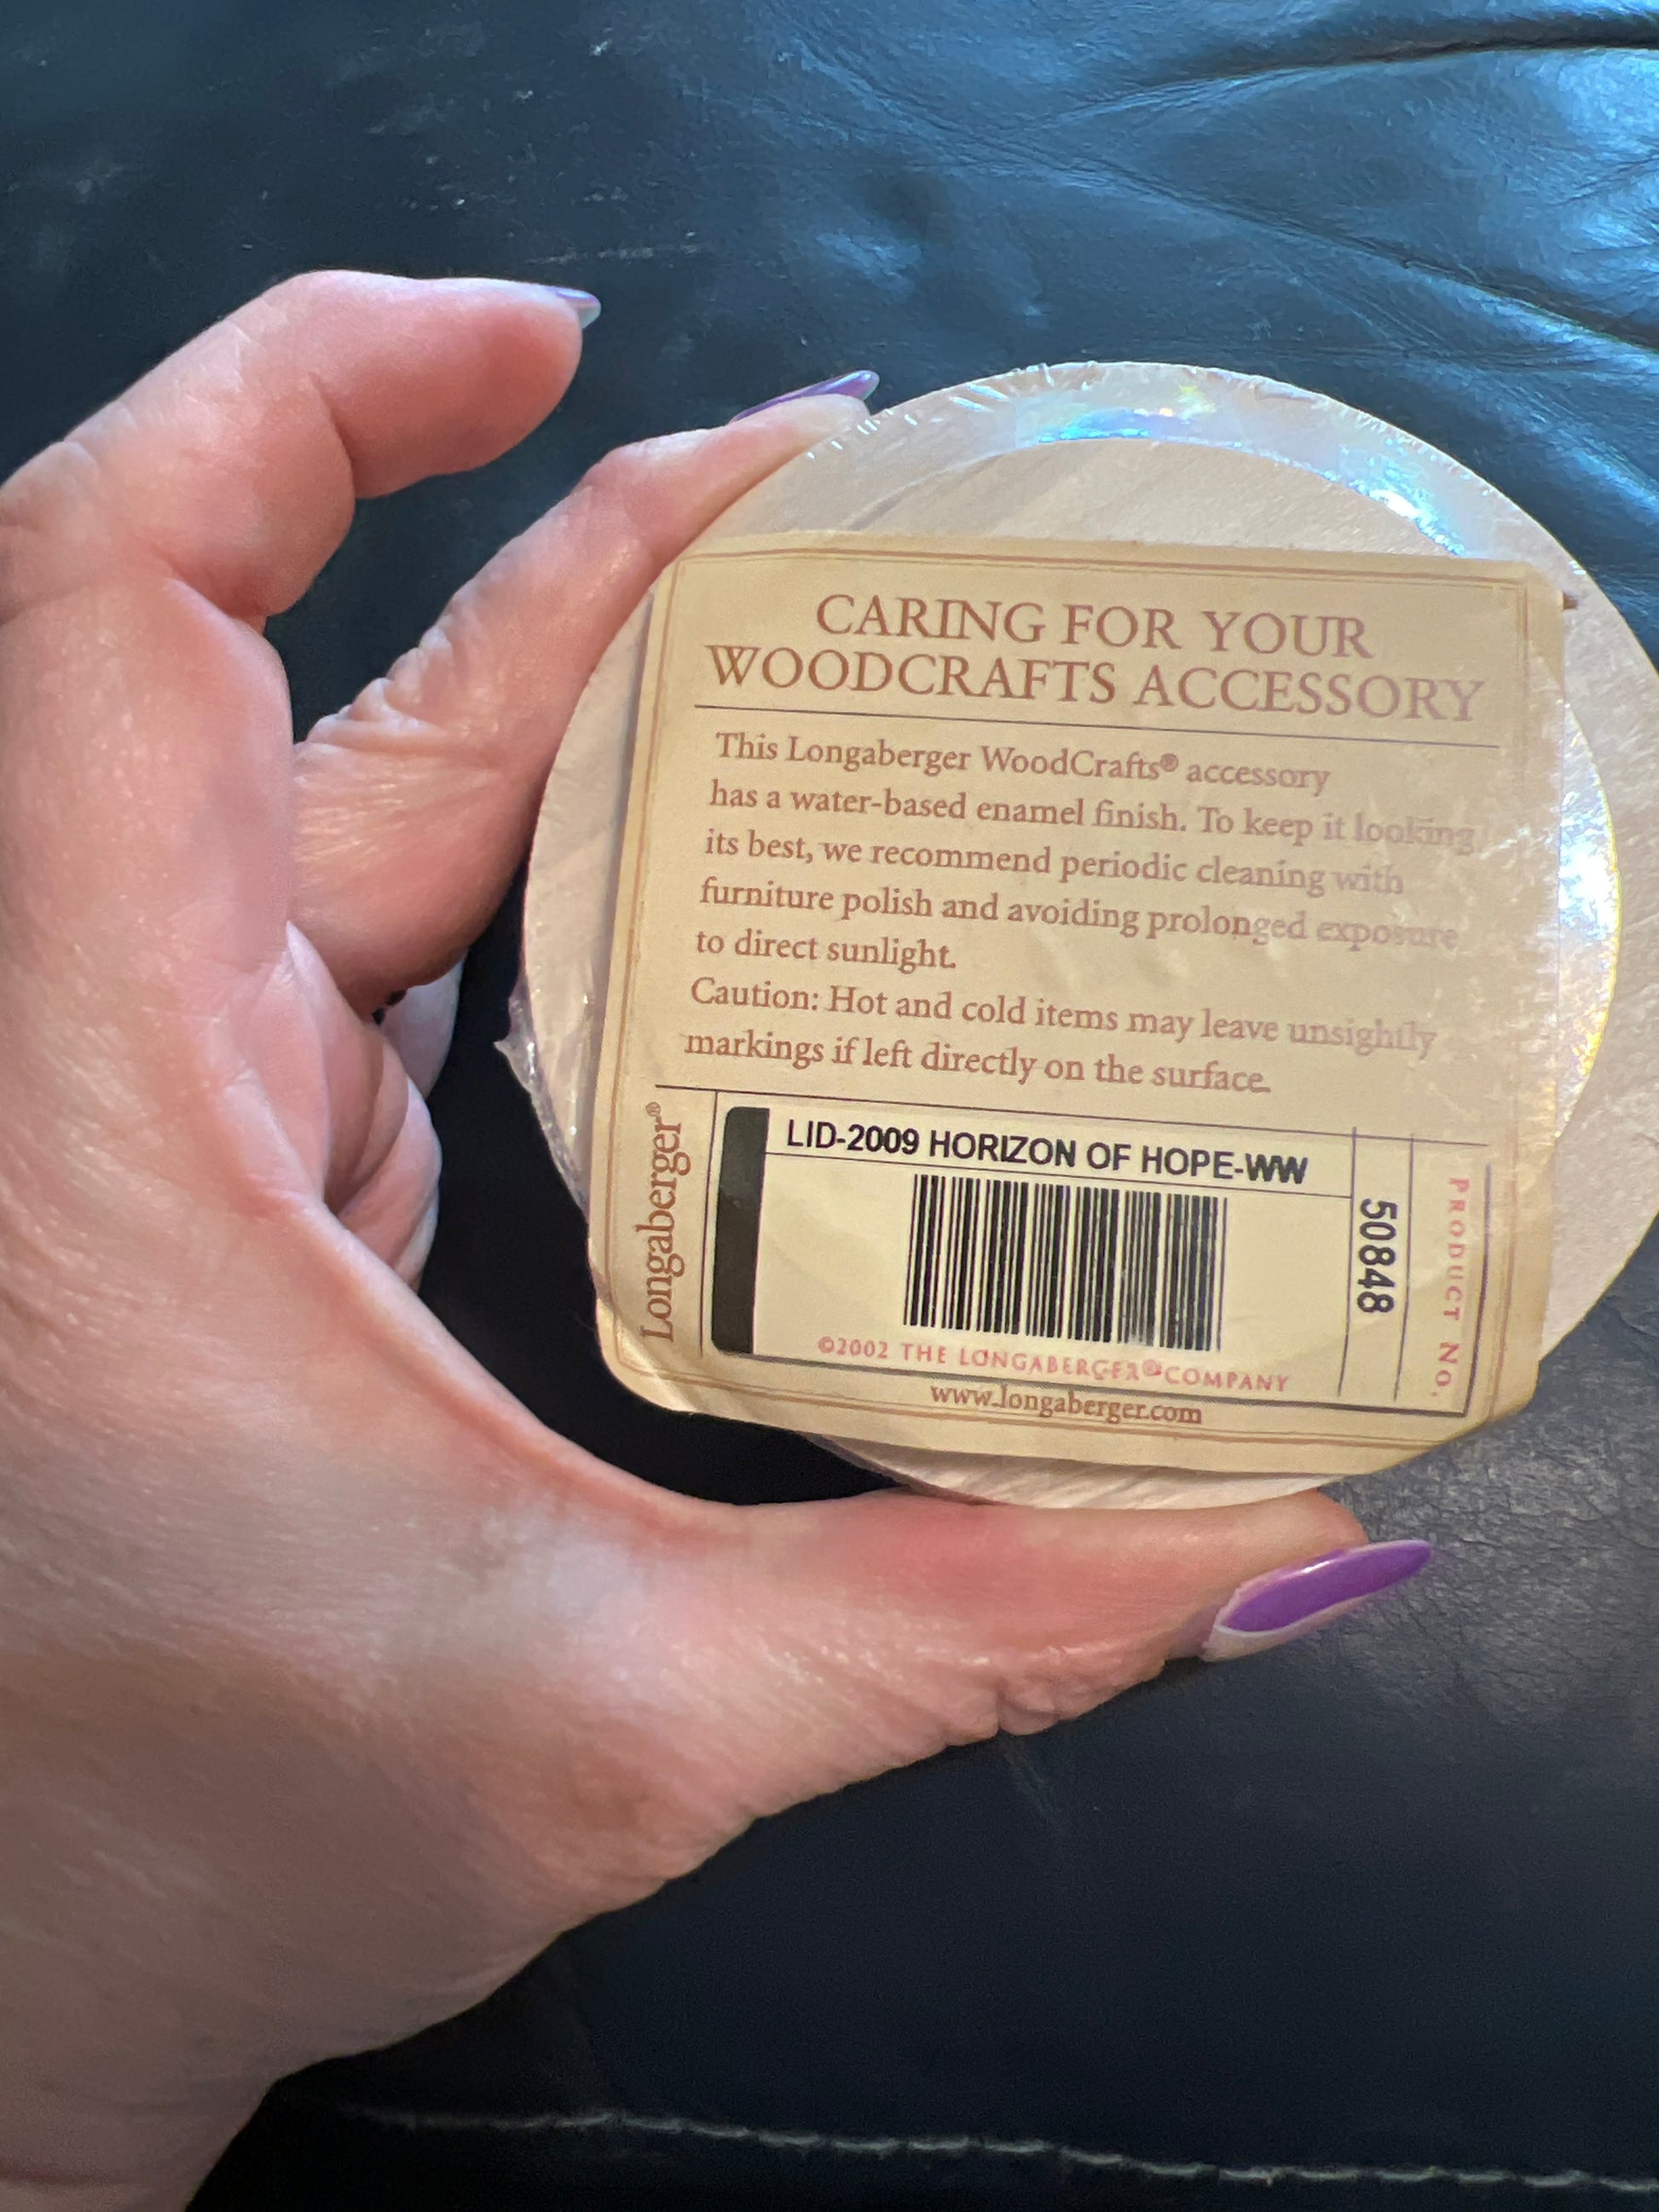 CARING FOR YOUR
WOODCRAFTS ACCESSORY
This Longaberger WoodCrafts® accessory
has a water-based enamel finish. To keep it looking
its best, we recommend periodic cleaning with
furniture polish and avoiding prolonged exposure
to direct sunlight.
Caution: Hot and cold items may leave unsightly
markings if left directly on the surface.
Longaberger®
LID-2009 HORIZON OF HOPE-WW
50848
PRODUCT NO.
©2002 THE LONGABERGER® COMPANY
www.longaberger.com